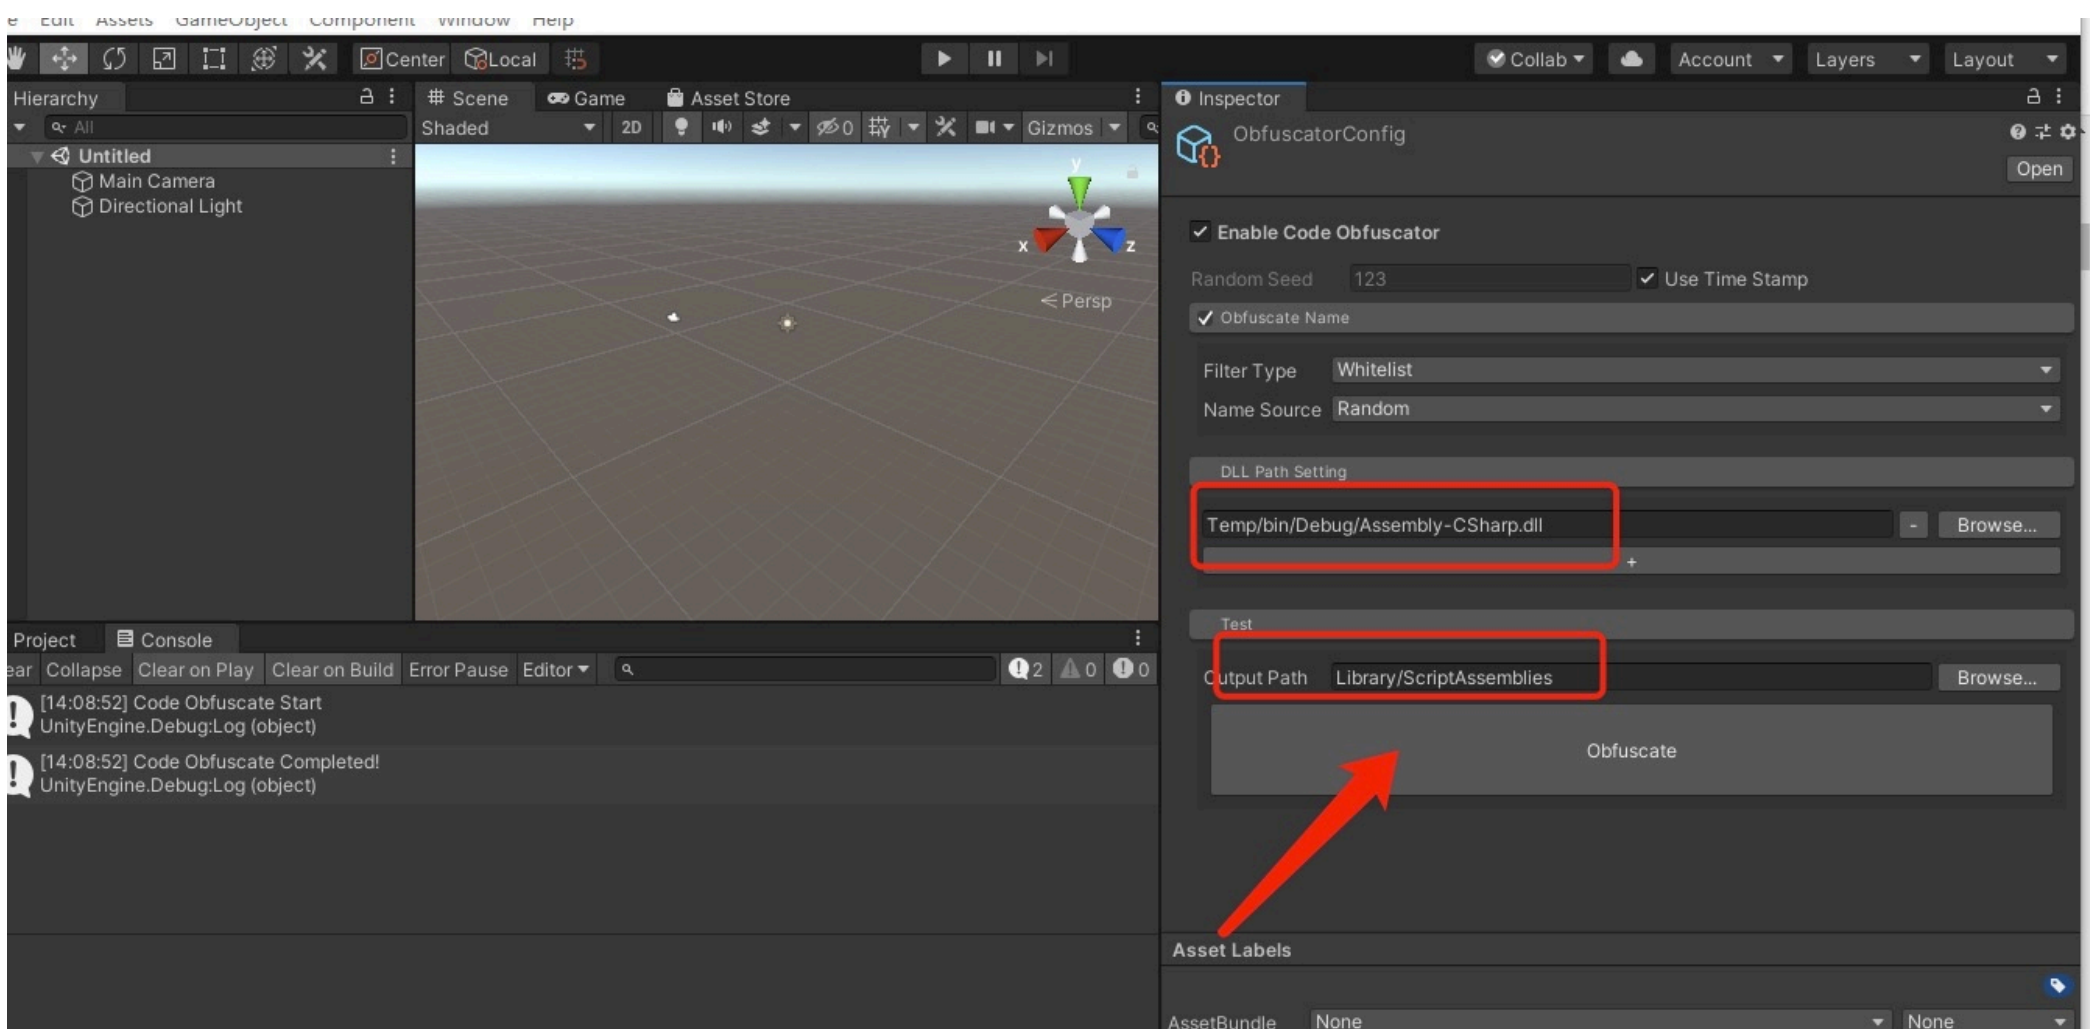 e Edit Assets GameObject Component Window Help
Center Local
Collab Account Layers Layout
Hierarchy
All
Untitled
Main Camera
Directional Light
Scene Game Asset Store
Shaded 2D 0 Gizmos
y
x z
Persp
Inspector
ObfuscatorConfig
Open
Enable Code Obfuscator
Random Seed 123 Use Time Stamp
Obfuscate Name
Filter Type Whitelist
Name Source Random
DLL Path Setting
Temp/bin/Debug/Assembly-CSharp.dll - Browse...
+
Test
Output Path Library/ScriptAssemblies Browse...
Obfuscate
Project Console
ear Collapse Clear on Play Clear on Build Error Pause Editor 2 0 0
[14:08:52] Code Obfuscate Start
UnityEngine.Debug:Log (object)
[14:08:52] Code Obfuscate Completed!
UnityEngine.Debug:Log (object)
Asset Labels
AssetBundle None None